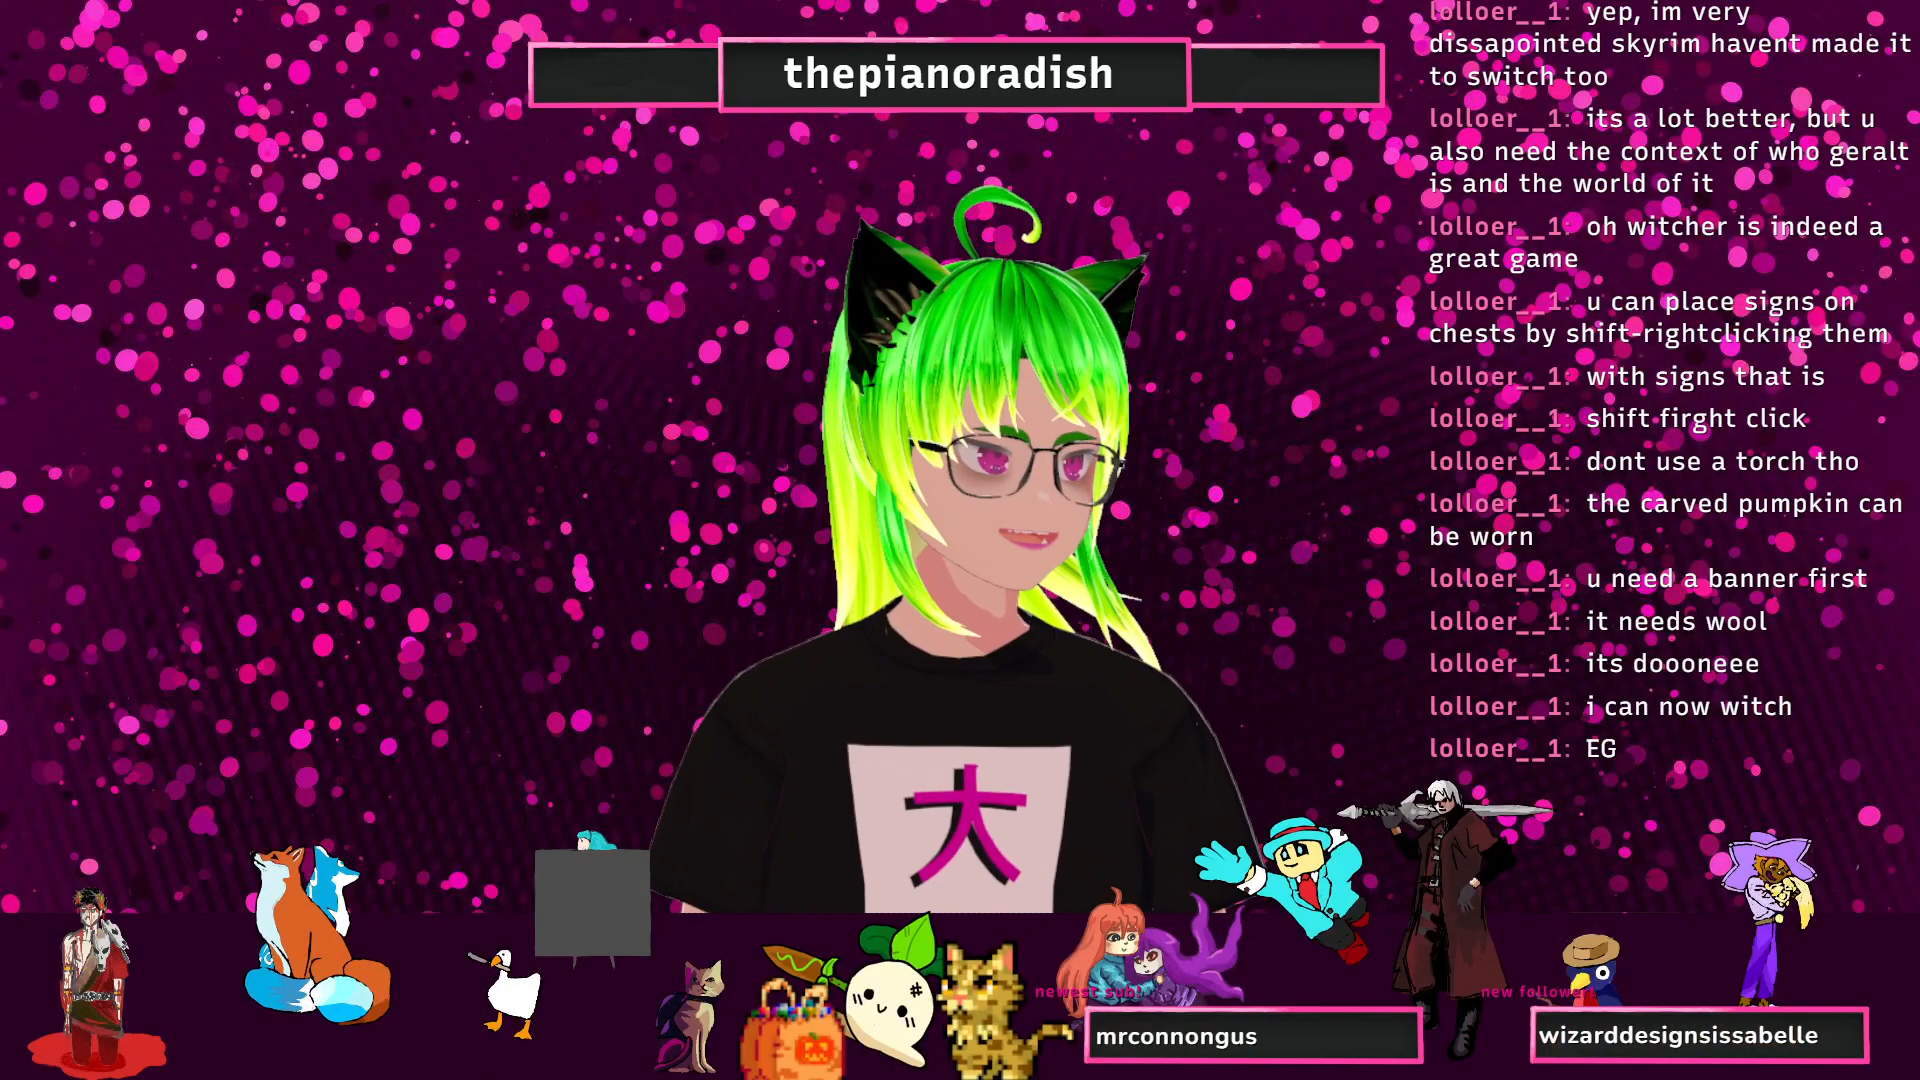 thepianoradish
lolloer__1: yep, im very
dissapointed skyrim havent made it
to switch too
lolloer__1: its a lot better, but u
also need the context of who geralt
is and the world of it
lolloer__1: oh witcher is indeed a
great game
lolloer__1: u can place signs on
chests by shift-rightclicking them
lolloer__1: with signs that is
lolloer__1: shift firght click
lolloer__1: dont use a torch tho
lolloer__1: the carved pumpkin can
be worn
lolloer__1: u need a banner first
lolloer__1: it needs wool
lolloer__1: its doooneee
lolloer__1: i can now witch
lolloer__1: EG
大
newest sub!
mrconnongus
new follower!
wizarddesignsissabelle